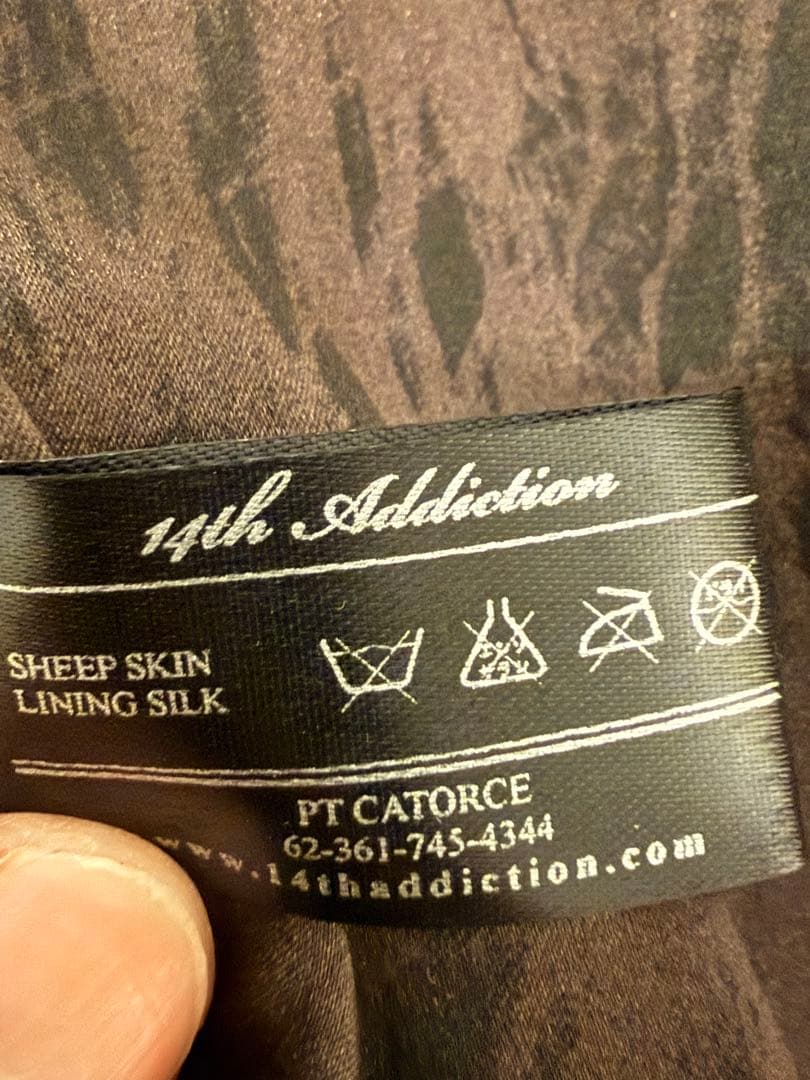 14th Addiction
SHEEP SKIN
LINING SILK
PT CATORCE
62-361-745-4344
www.14thaddiction.com